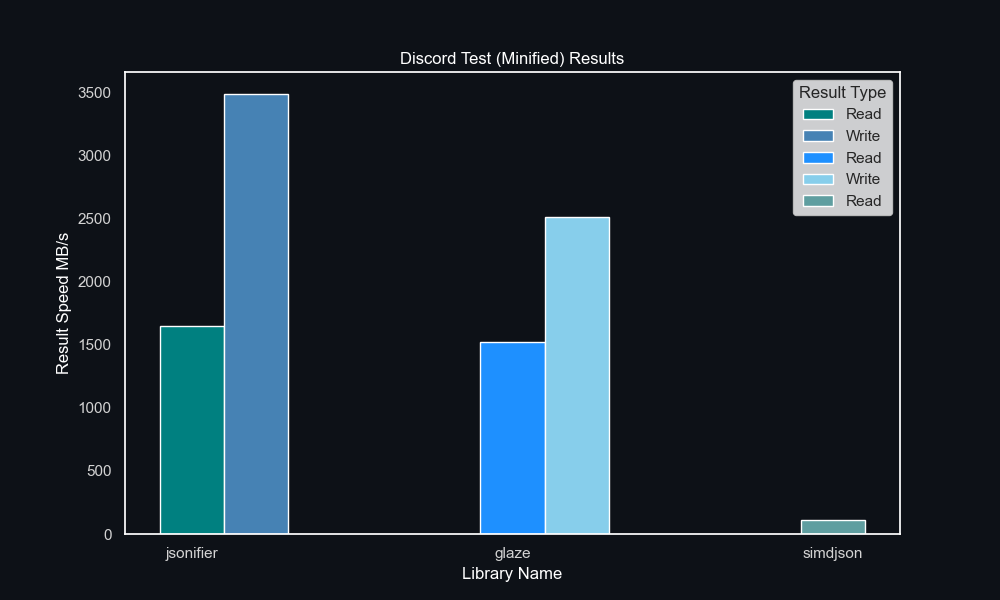 Discord Test (Minified) Results
Result Type
Read
Write
Read
Write
Read
Result Speed MB/s
3500
3000
2500
2000
1500
1000
500
0
jsonifier
glaze
simdjson
Library Name